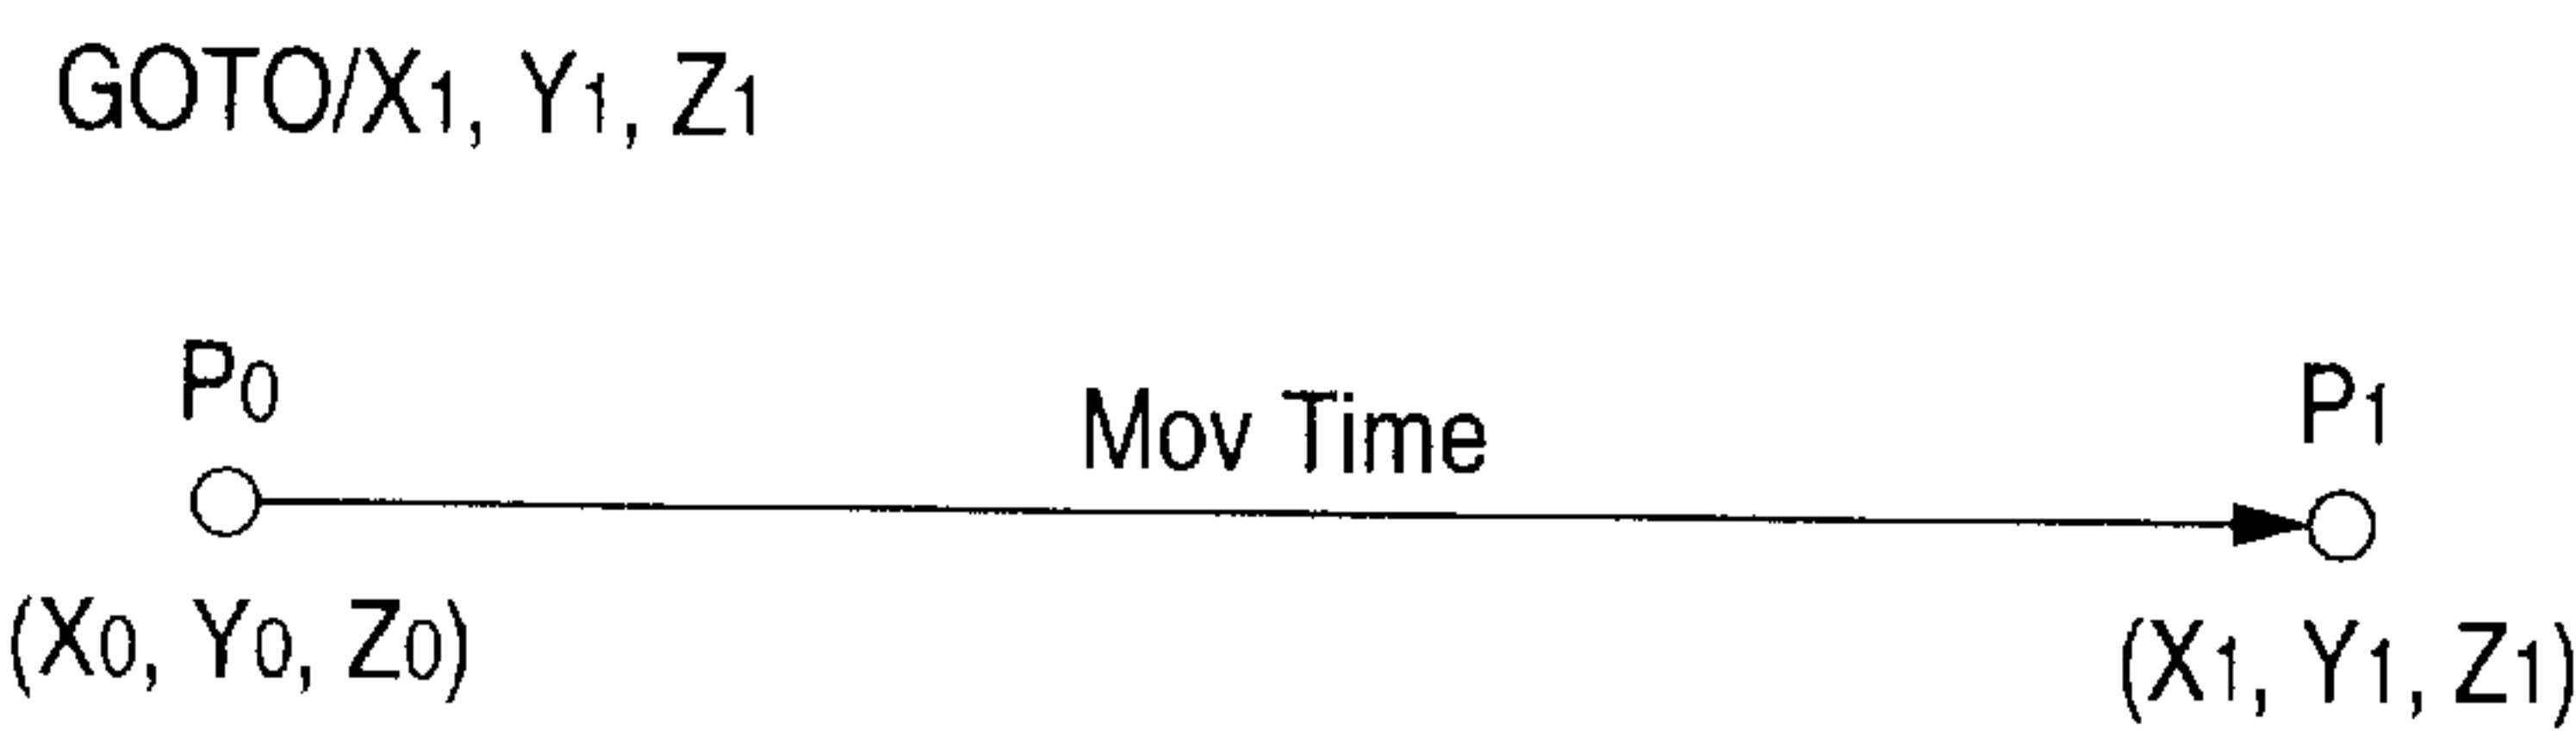 GOTO/X1, Y1, Z1
P0
Mov Time
P1
(X0, Y0, Z0)
(X1, Y1, Z1)